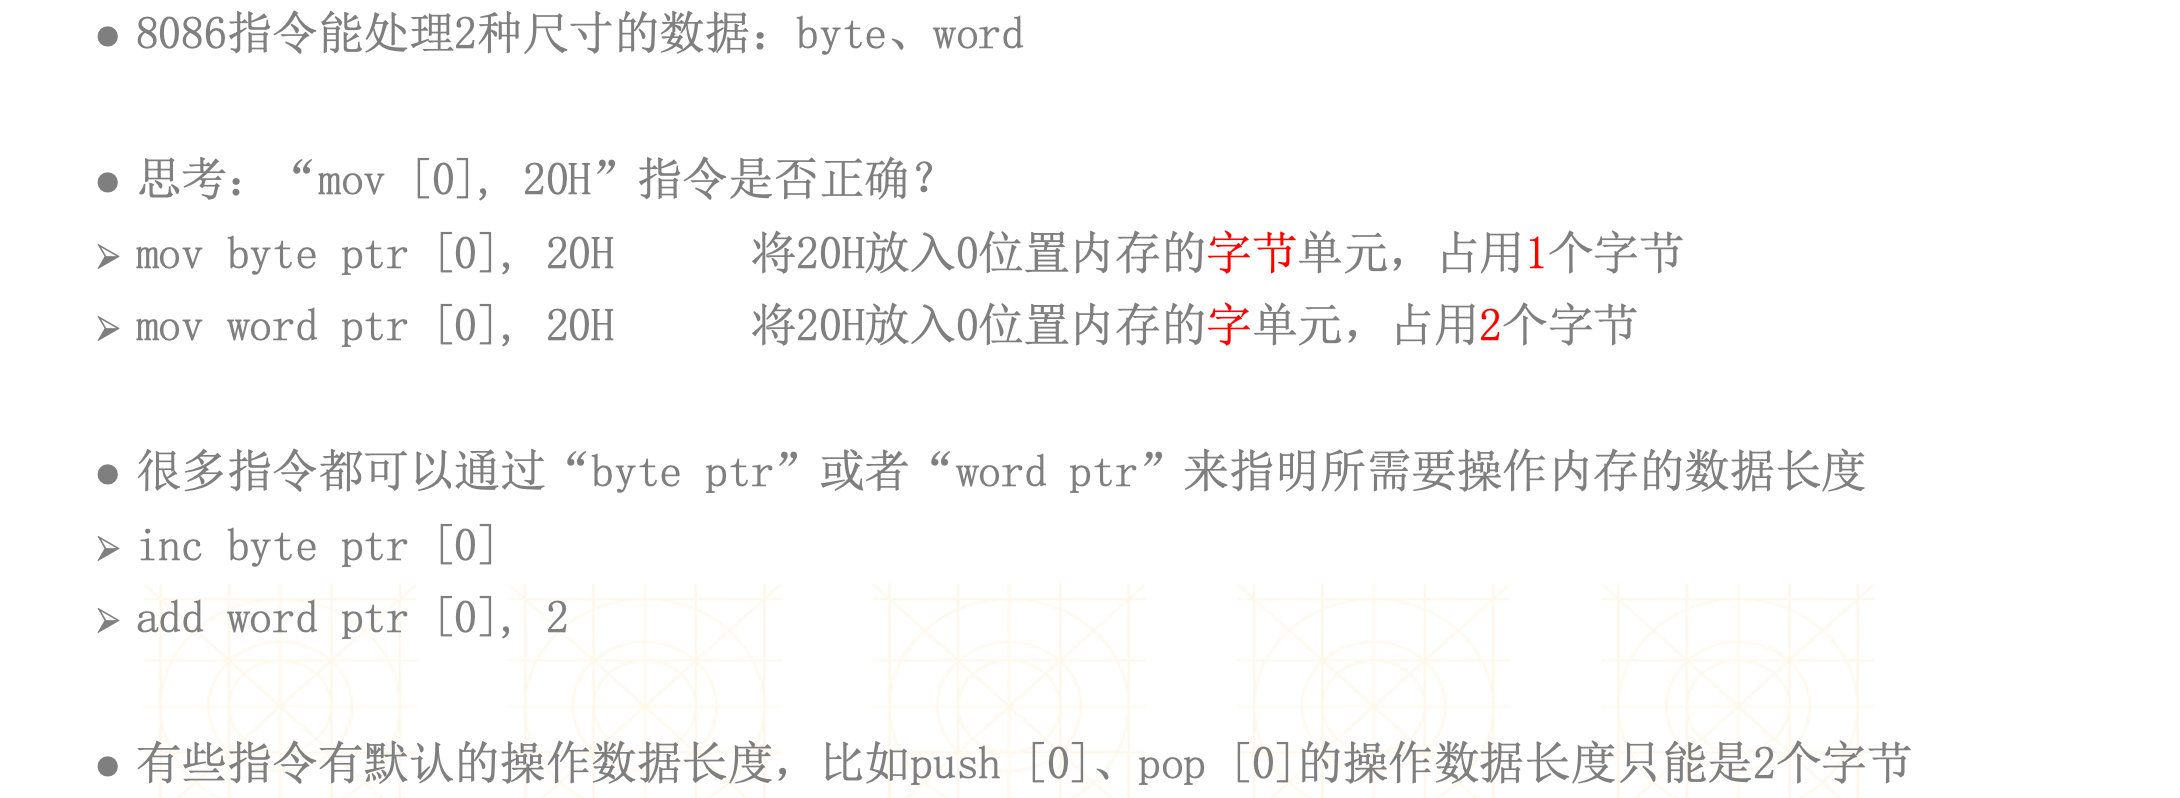 ● 8086指令能处理2种尺寸的数据：byte、word
● 思考：“mov [0], 20H”指令是否正确？
➢ mov byte ptr [0], 20H 将20H放入0位置内存的字节单元，占用1个字节
➢ mov word ptr [0], 20H 将20H放入0位置内存的字单元，占用2个字节
● 很多指令都可以通过“byte ptr”或者“word ptr”来指明所需要操作内存的数据长度
➢ inc byte ptr [0]
➢ add word ptr [0], 2
● 有些指令有默认的操作数据长度，比如push [0]、pop [0]的操作数据长度只能是2个字节